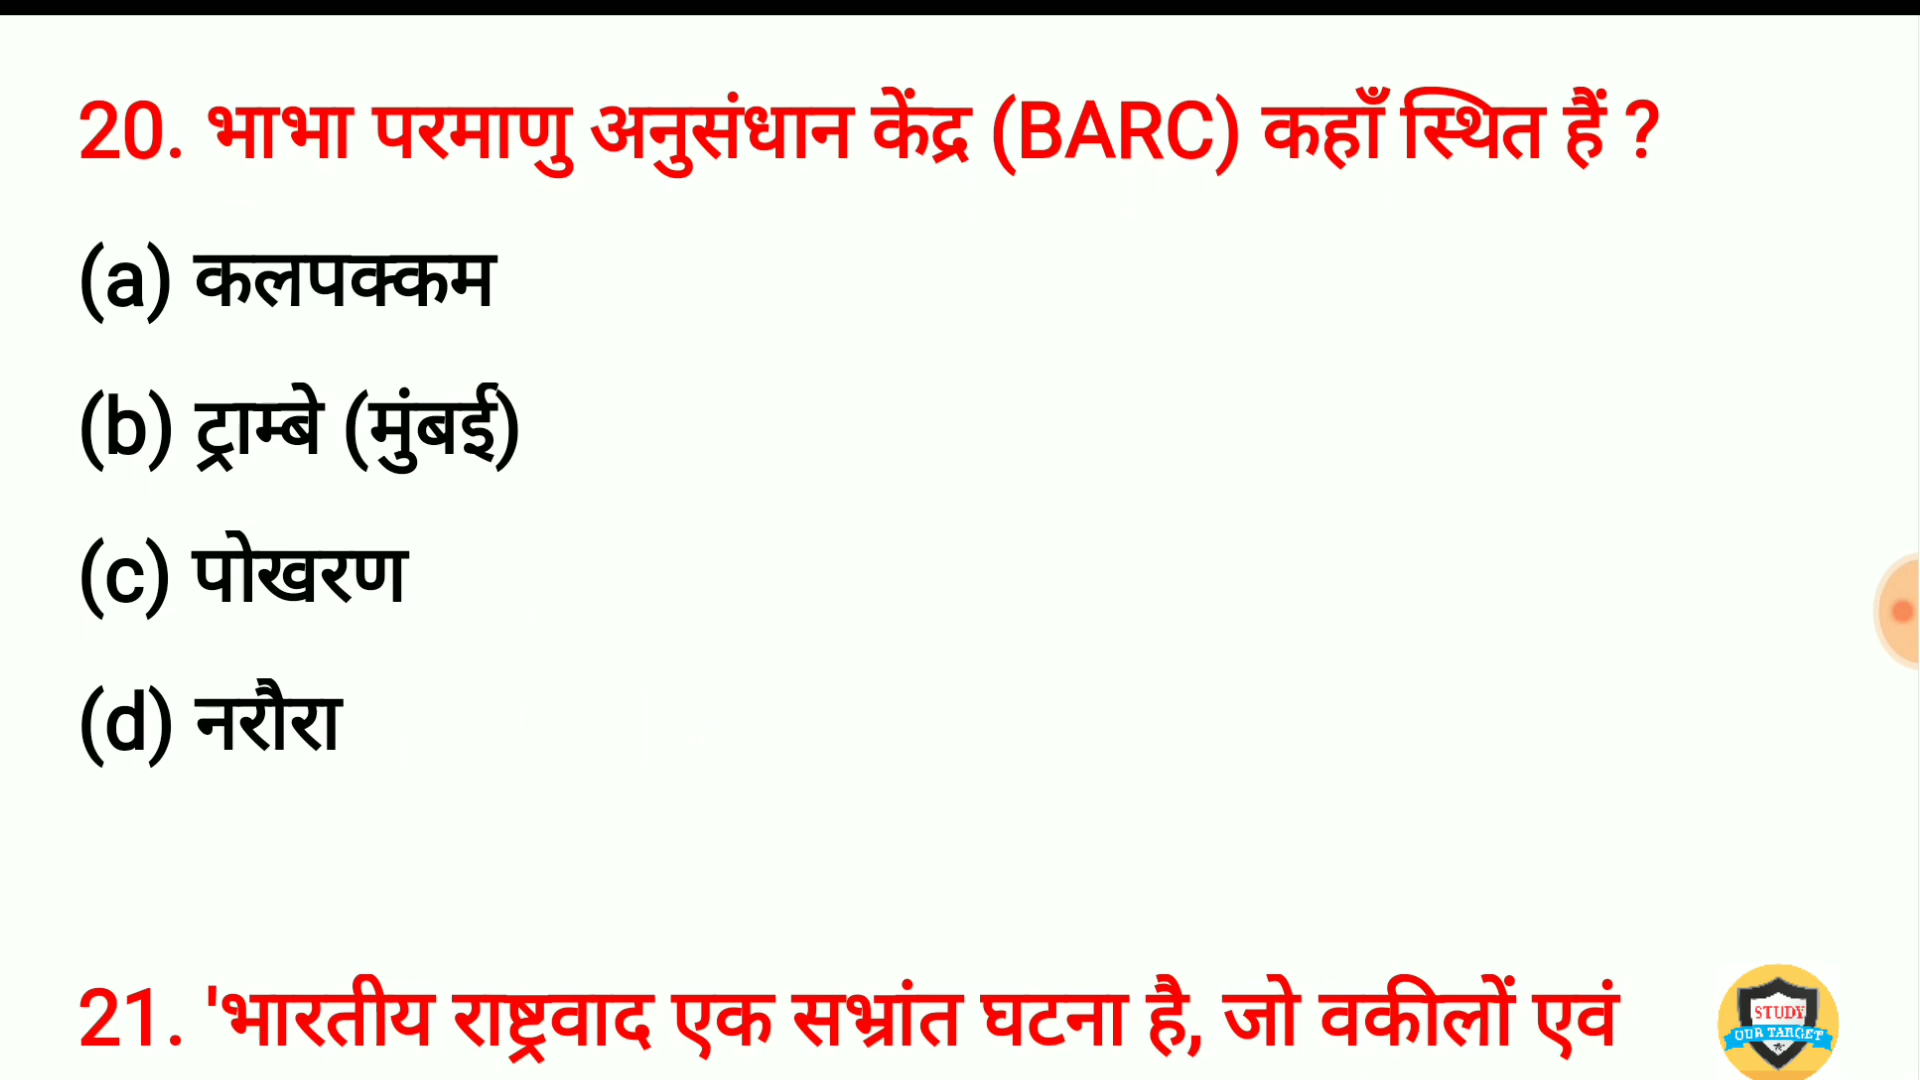 20. भाभा परमाणु अनुसंधान केंद्र (BARC) कहाँ स्थित हैं ?
(a) कलपक्कम
(b) ट्राम्बे (मुंबई)
(c) पोखरण
(d) नरौरा
21. 'भारतीय राष्ट्रवाद एक सभ्रांत घटना है, जो वकीलों एवं
STUDY
OUR TARGET